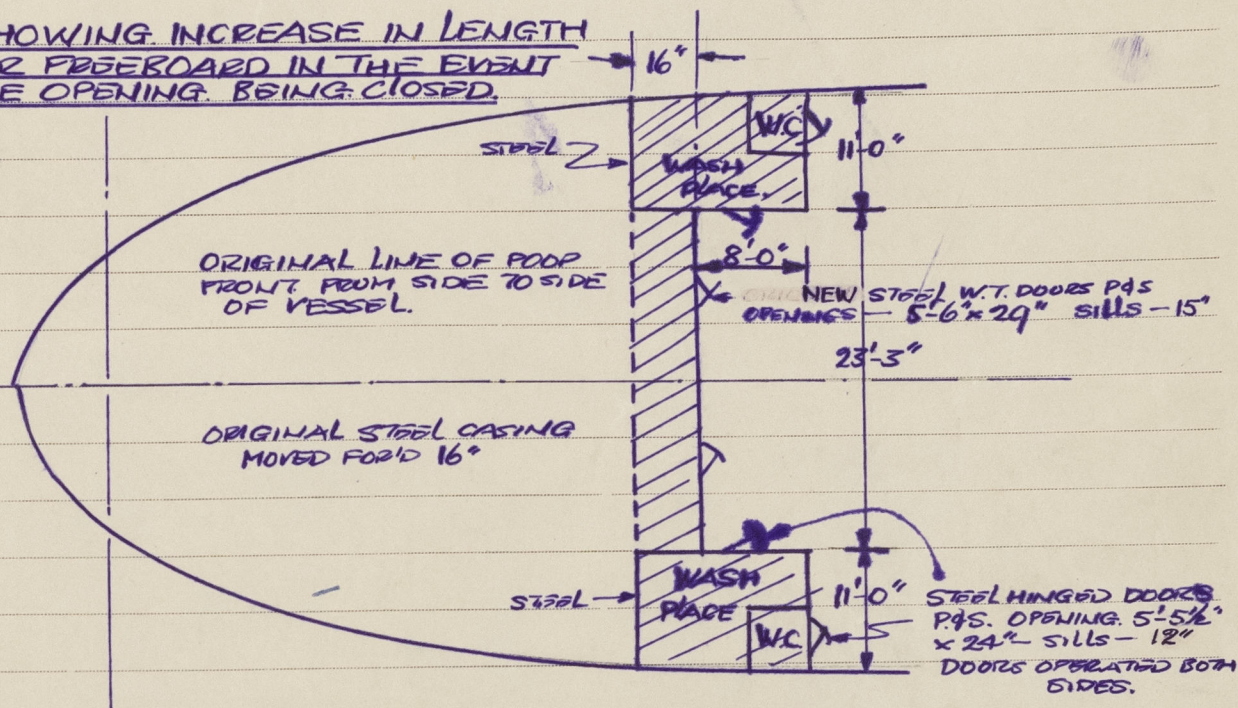 HOWING INCREASE IN LENGTH
R FREEBOARD IN THE EVENT
E OPENING BEING CLOSED.
16"
STEEL
W.C
WASH
PLACE.
11'-0"
8'-0"
ORIGINAL LINE OF POOP
FRONT FROM SIDE TO SIDE
OF VESSEL.
NEW STEEL W.T. DOORS P&S
OPENINGS — 5'-6" x 29" SILLS — 15"
23'-3"
ORIGINAL STEEL CASING
MOVED FOR'D 16"
STEEL
WASH
PLACE
W.C
11'-0"
STEEL HINGED DOORS
P.&S. OPENING. 5'-5½"
x 24" — SILLS — 12"
DOORS OPERATED BOTH
SIDES.